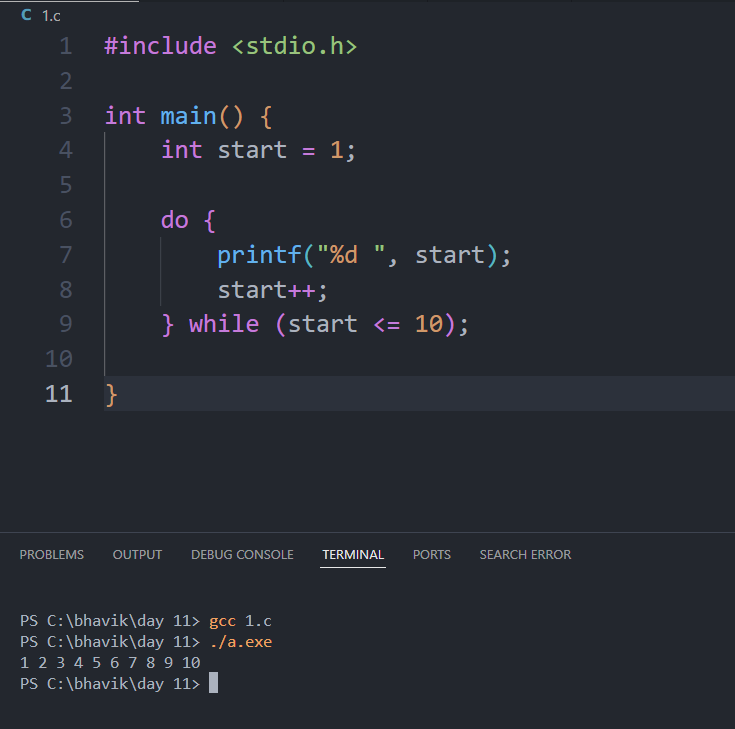 C 1.c
1 #include <stdio.h>
2
3 int main() {
4     int start = 1;
5
6     do {
7         printf("%d ", start);
8         start++;
9     } while (start <= 10);
10
11 }
PROBLEMS OUTPUT DEBUG CONSOLE TERMINAL PORTS SEARCH ERROR
PS C:\bhavik\day 11> gcc 1.c
PS C:\bhavik\day 11> ./a.exe
1 2 3 4 5 6 7 8 9 10
PS C:\bhavik\day 11>